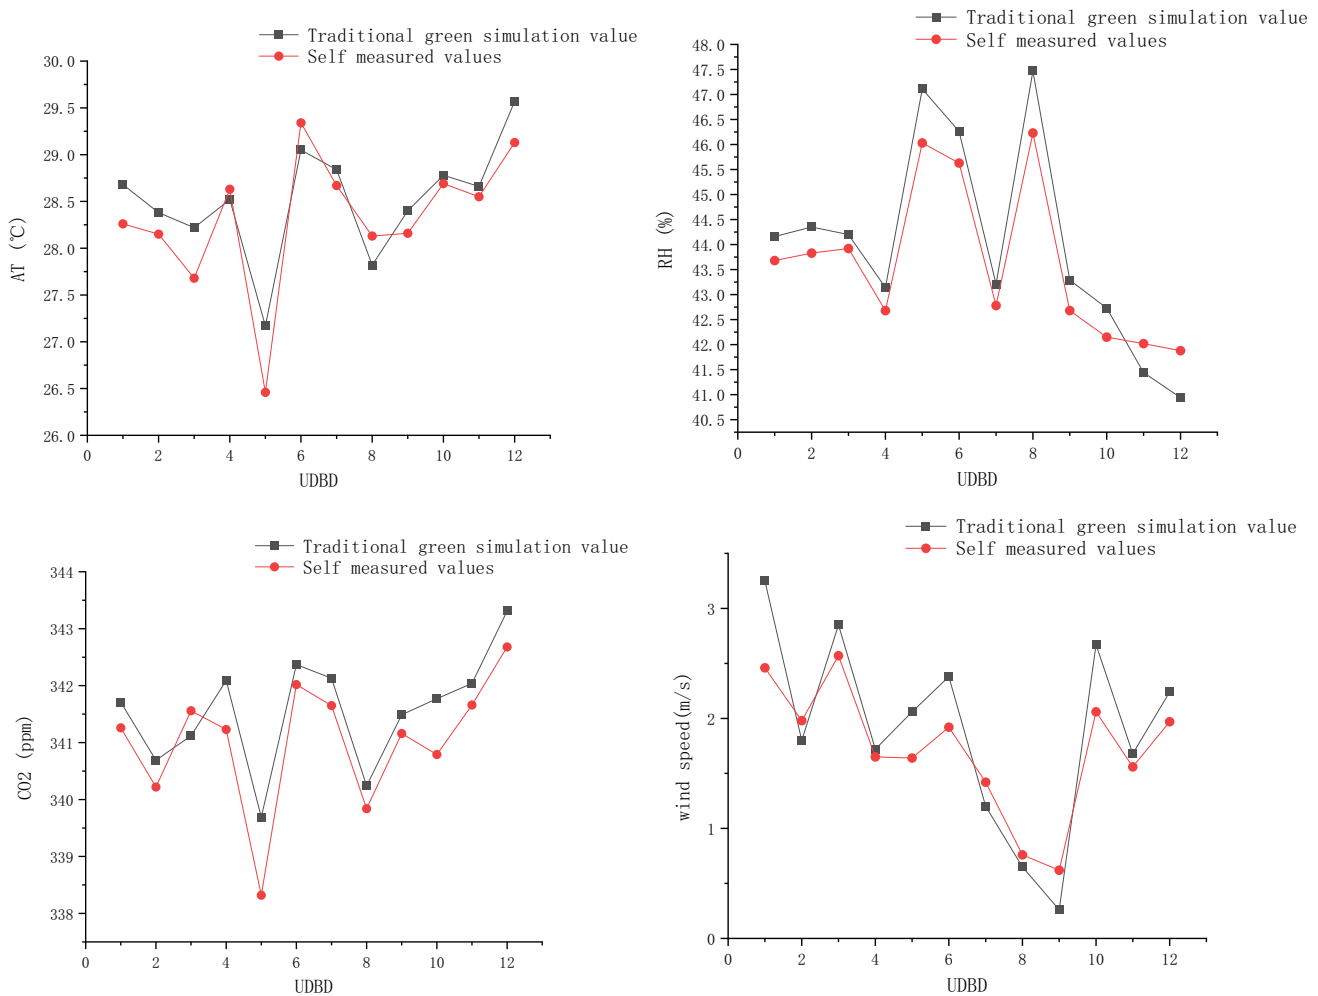 Traditional green simulation value
Self measured values
30.0
29.5
29.0
28.5
28.0
27.5
27.0
26.5
26.0
AT (℃)
0 2 4 6 8 10 12
UDBD
Traditional green simulation value
Self measured values
48.0
47.5
47.0
46.5
46.0
45.5
45.0
44.5
44.0
43.5
43.0
42.5
42.0
41.5
41.0
40.5
RH (%)
0 2 4 6 8 10 12
UDBD
Traditional green simulation value
Self measured values
344
343
342
341
340
339
338
CO2 (ppm)
0 2 4 6 8 10 12
UDBD
Traditional green simulation value
Self measured values
3
2
1
0
wind speed(m/s)
0 2 4 6 8 10 12
UDBD